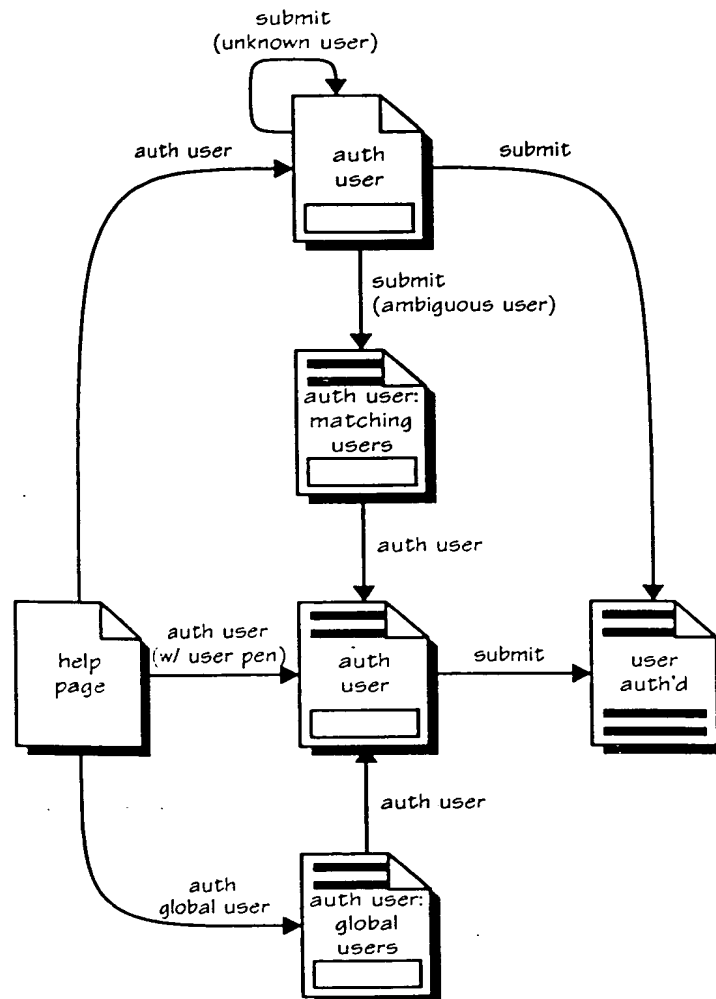 submit
(unknown user)
auth user
auth
user
submit
submit
(ambiguous user)
auth user:
matching
users
auth user
help
page
auth user
(w/ user pen)
auth
user
submit
user
auth'd
auth user
auth
global user
auth user:
global
users